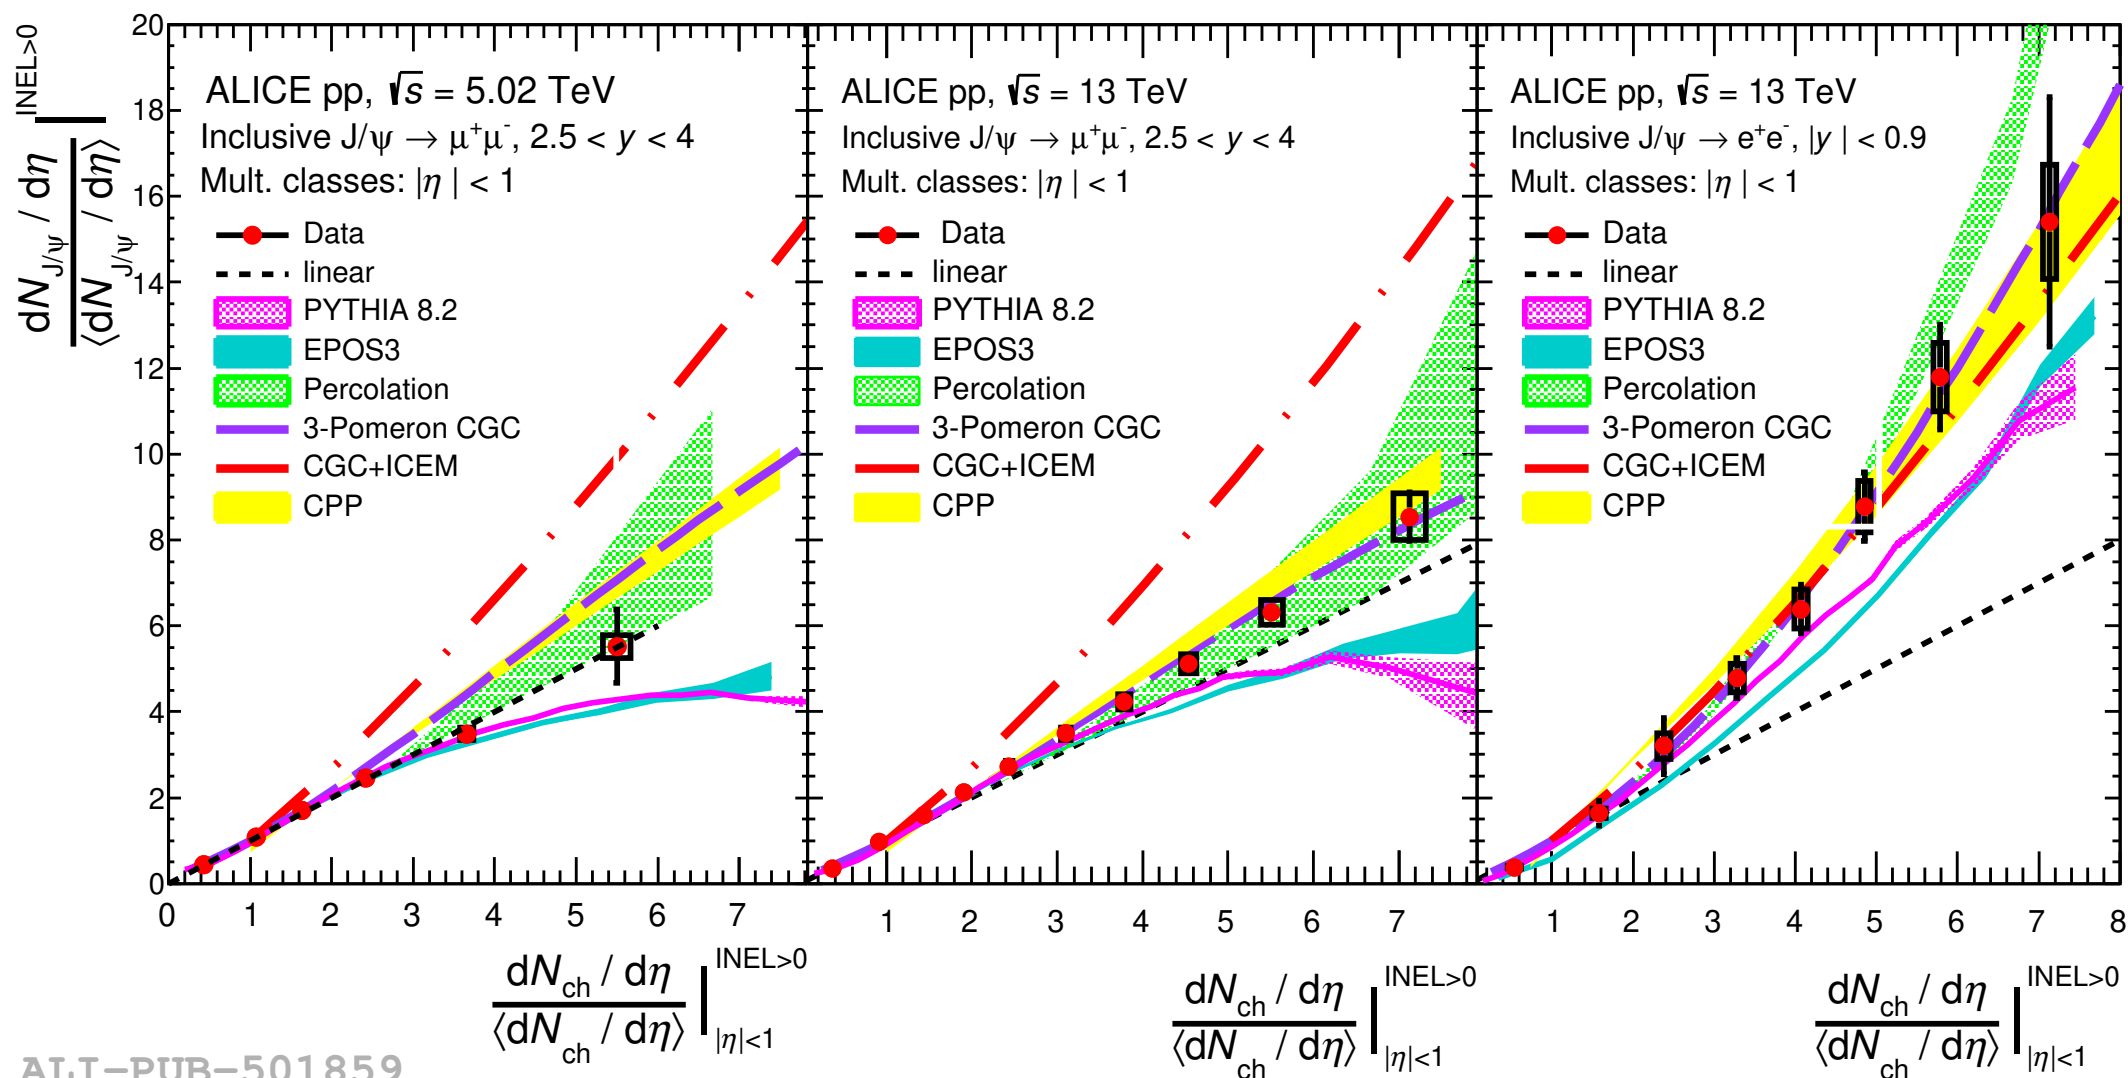 dN_J/ψ / dη
⟨dN_J/ψ / dη⟩
INEL>0
20
18
16
14
12
10
8
6
4
2
0
ALICE pp, √s = 5.02 TeV
Inclusive J/ψ → μ⁺μ⁻, 2.5 < y < 4
Mult. classes: |η | < 1
Data
linear
PYTHIA 8.2
EPOS3
Percolation
3-Pomeron CGC
CGC+ICEM
CPP
0 1 2 3 4 5 6 7
dN_ch / dη
⟨dN_ch / dη⟩
INEL>0
|η|<1
ALICE pp, √s = 13 TeV
Inclusive J/ψ → μ⁺μ⁻, 2.5 < y < 4
Mult. classes: |η | < 1
Data
linear
PYTHIA 8.2
EPOS3
Percolation
3-Pomeron CGC
CGC+ICEM
CPP
1 2 3 4 5 6 7
dN_ch / dη
⟨dN_ch / dη⟩
INEL>0
|η|<1
ALICE pp, √s = 13 TeV
Inclusive J/ψ → e⁺e⁻, |y | < 0.9
Mult. classes: |η | < 1
Data
linear
PYTHIA 8.2
EPOS3
Percolation
3-Pomeron CGC
CGC+ICEM
CPP
1 2 3 4 5 6 7 8
dN_ch / dη
⟨dN_ch / dη⟩
INEL>0
|η|<1
ALI-PUB-501859